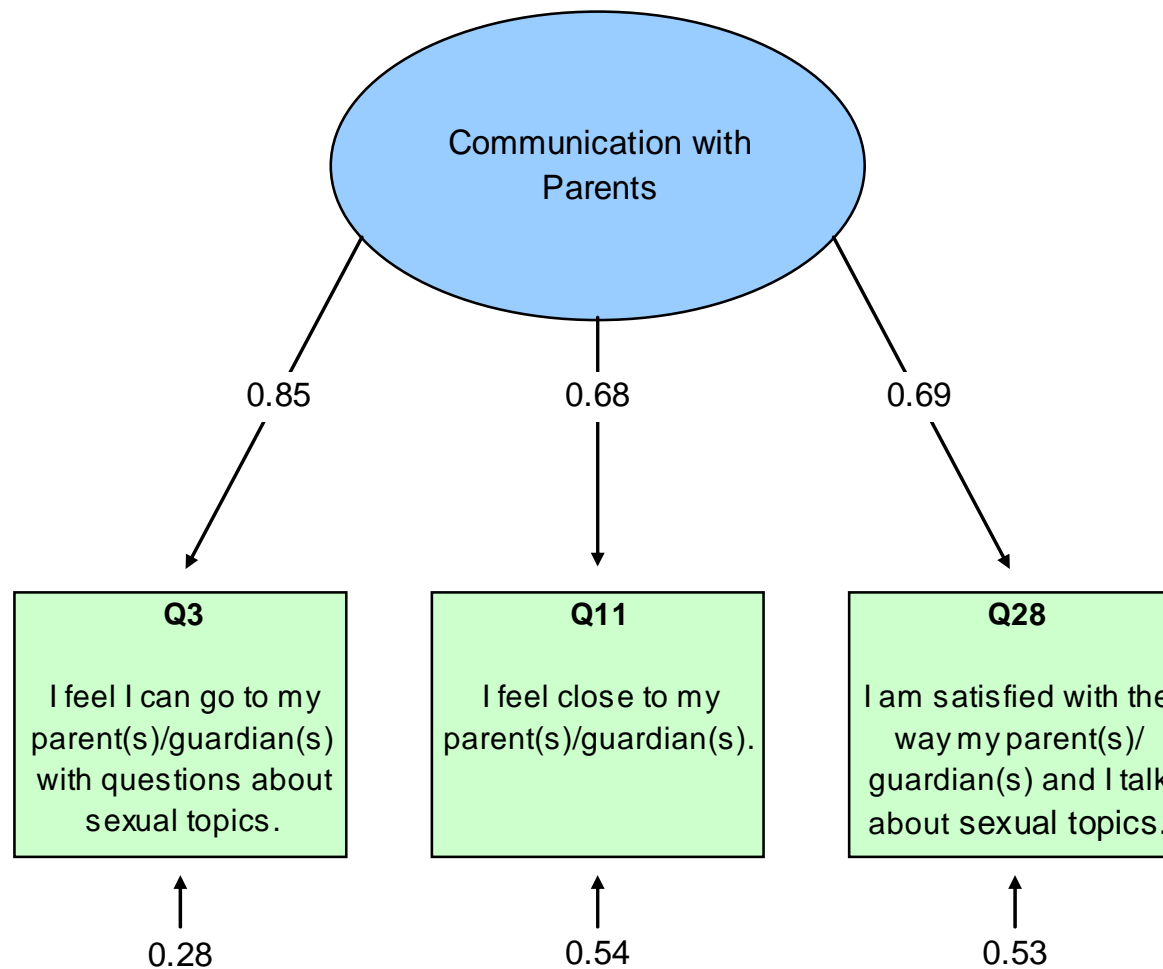 Communication with
Parents
0.85
0.68
0.69
Q3
I feel I can go to my
parent(s)/guardian(s)
with questions about
sexual topics.
Q11
I feel close to my
parent(s)/guardian(s).
Q28
I am satisfied with the
way my parent(s)/
guardian(s) and I talk
about sexual topics.
0.28
0.54
0.53